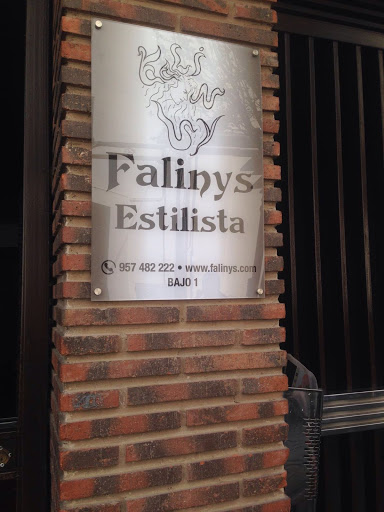 Falinys
Estilista
957 482 222 • www.falinys.com
BAJO 1